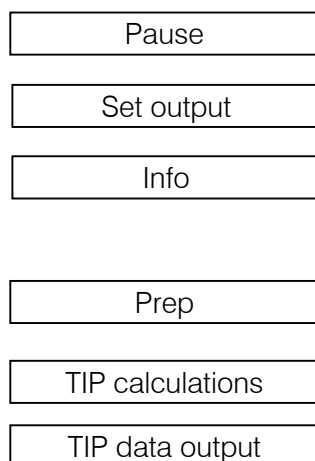 Pause
Set output
Info
Prep
TIP calculations
TIP data output